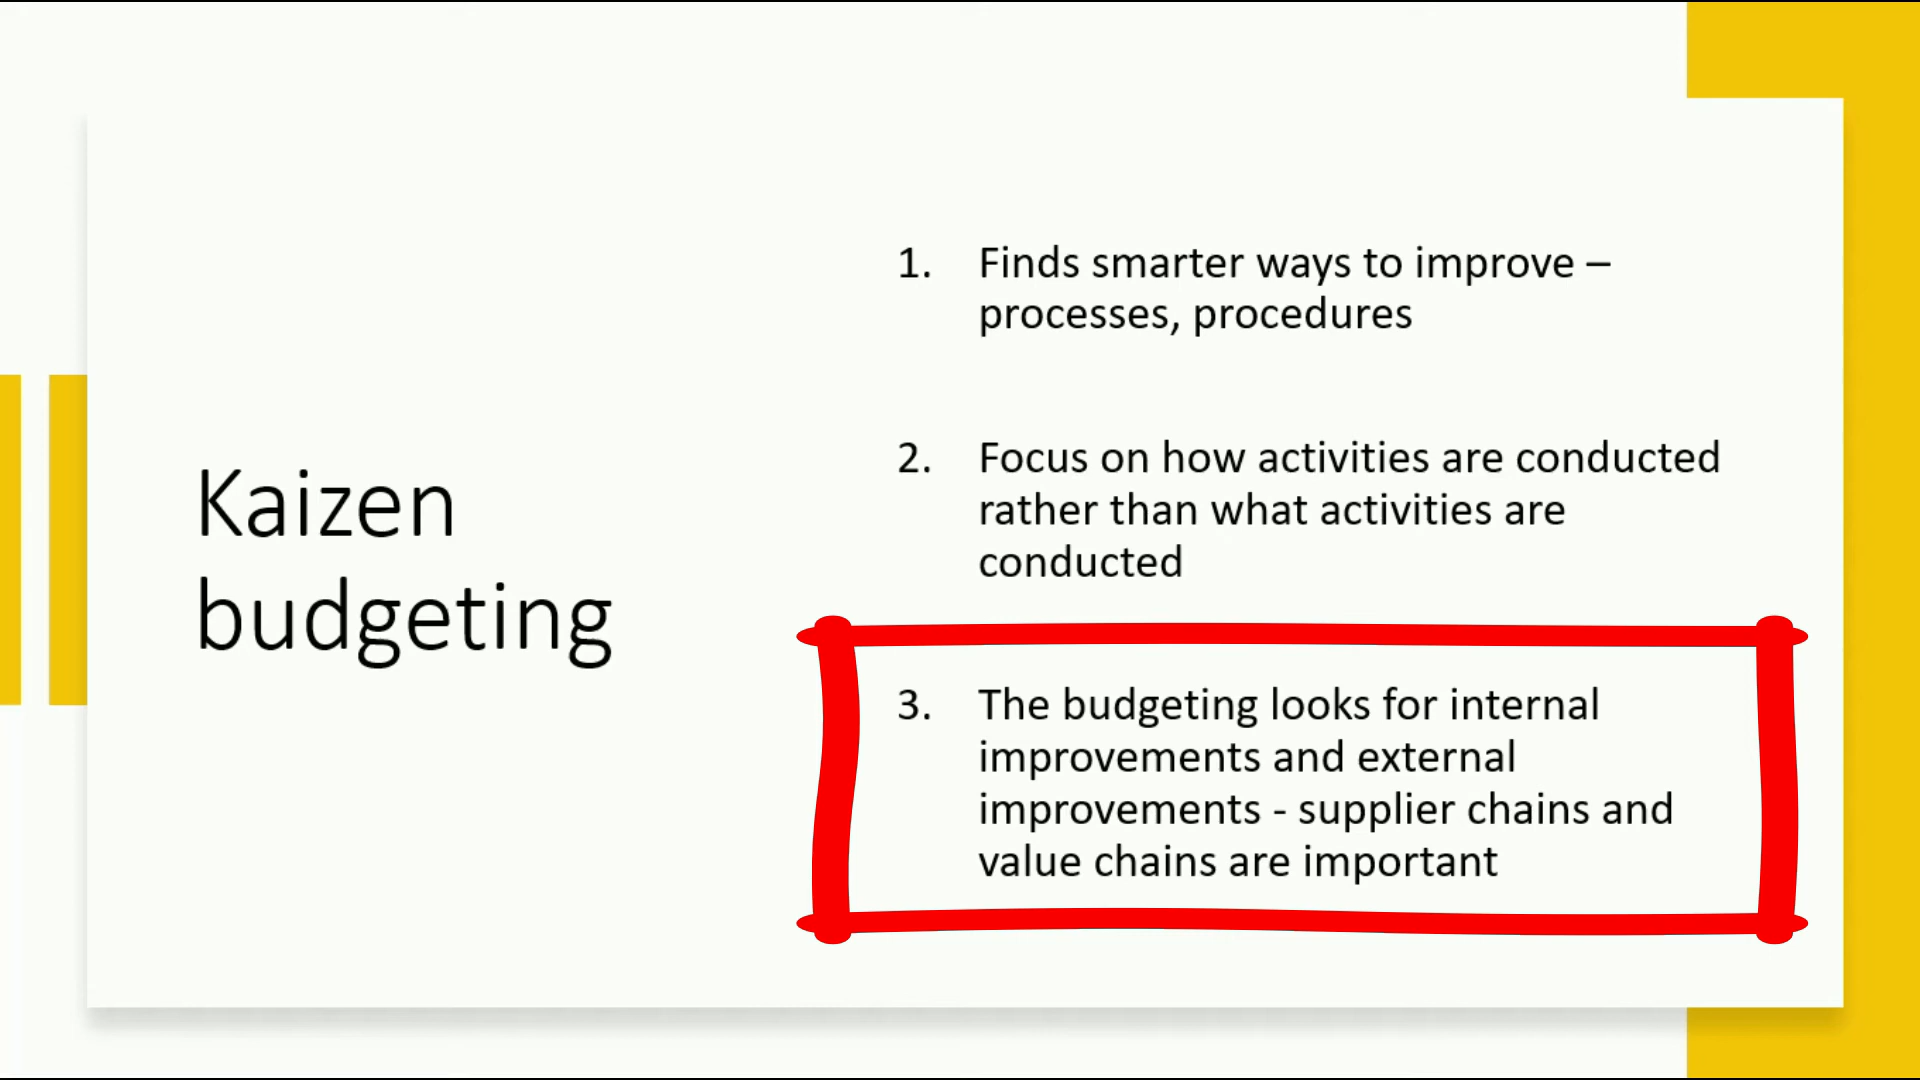 Kaizen
budgeting
1. Finds smarter ways to improve –
processes, procedures
2. Focus on how activities are conducted
rather than what activities are
conducted
3. The budgeting looks for internal
improvements and external
improvements - supplier chains and
value chains are important